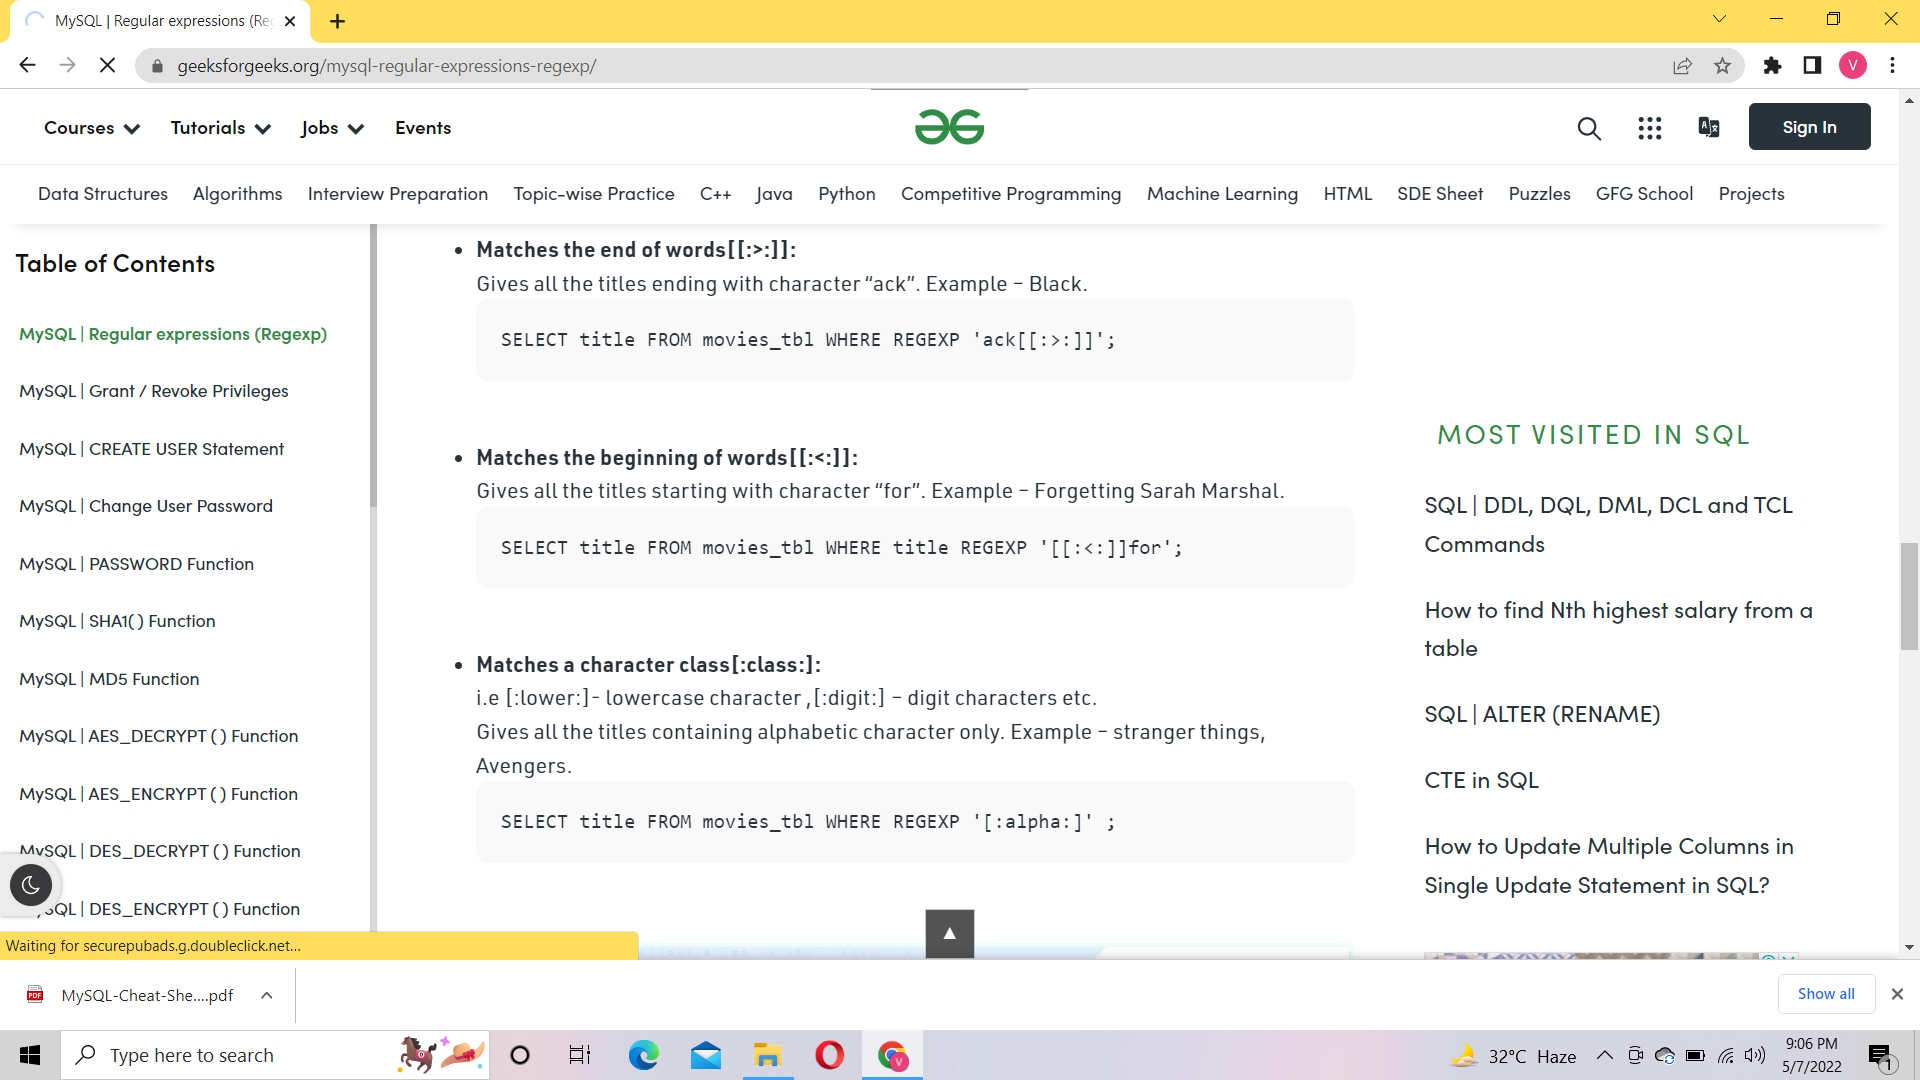 MySQL | Regular expressions (Re
geeksforgeeks.org/mysql-regular-expressions-regexp/
V
Courses Tutorials Jobs Events
Sign In
Data Structures Algorithms Interview Preparation Topic-wise Practice C++ Java Python Competitive Programming Machine Learning HTML SDE Sheet Puzzles GFG School Projects
Table of Contents
MySQL | Regular expressions (Regexp)
MySQL | Grant / Revoke Privileges
MySQL | CREATE USER Statement
MySQL | Change User Password
MySQL | PASSWORD Function
MySQL | SHA1( ) Function
MySQL | MD5 Function
MySQL | AES_DECRYPT ( ) Function
MySQL | AES_ENCRYPT ( ) Function
MySQL | DES_DECRYPT ( ) Function
MySQL | DES_ENCRYPT ( ) Function
• Matches the end of words[[:>:]]:
Gives all the titles ending with character “ack”. Example – Black.
SELECT title FROM movies_tbl WHERE REGEXP 'ack[[:>:]]';
• Matches the beginning of words[[:<:]]:
Gives all the titles starting with character “for”. Example – Forgetting Sarah Marshal.
SELECT title FROM movies_tbl WHERE title REGEXP '[[:<:]]for';
• Matches a character class[:class:]:
i.e [:lower:]- lowercase character ,[:digit:] – digit characters etc.
Gives all the titles containing alphabetic character only. Example – stranger things,
Avengers.
SELECT title FROM movies_tbl WHERE REGEXP '[:alpha:]' ;
MOST VISITED IN SQL
SQL | DDL, DQL, DML, DCL and TCL
Commands
How to find Nth highest salary from a
table
SQL | ALTER (RENAME)
CTE in SQL
How to Update Multiple Columns in
Single Update Statement in SQL?
Waiting for securepubads.g.doubleclick.net...
PDF MySQL-Cheat-She....pdf
Show all
Type here to search
V
32°C Haze
9:06 PM
5/7/2022
1